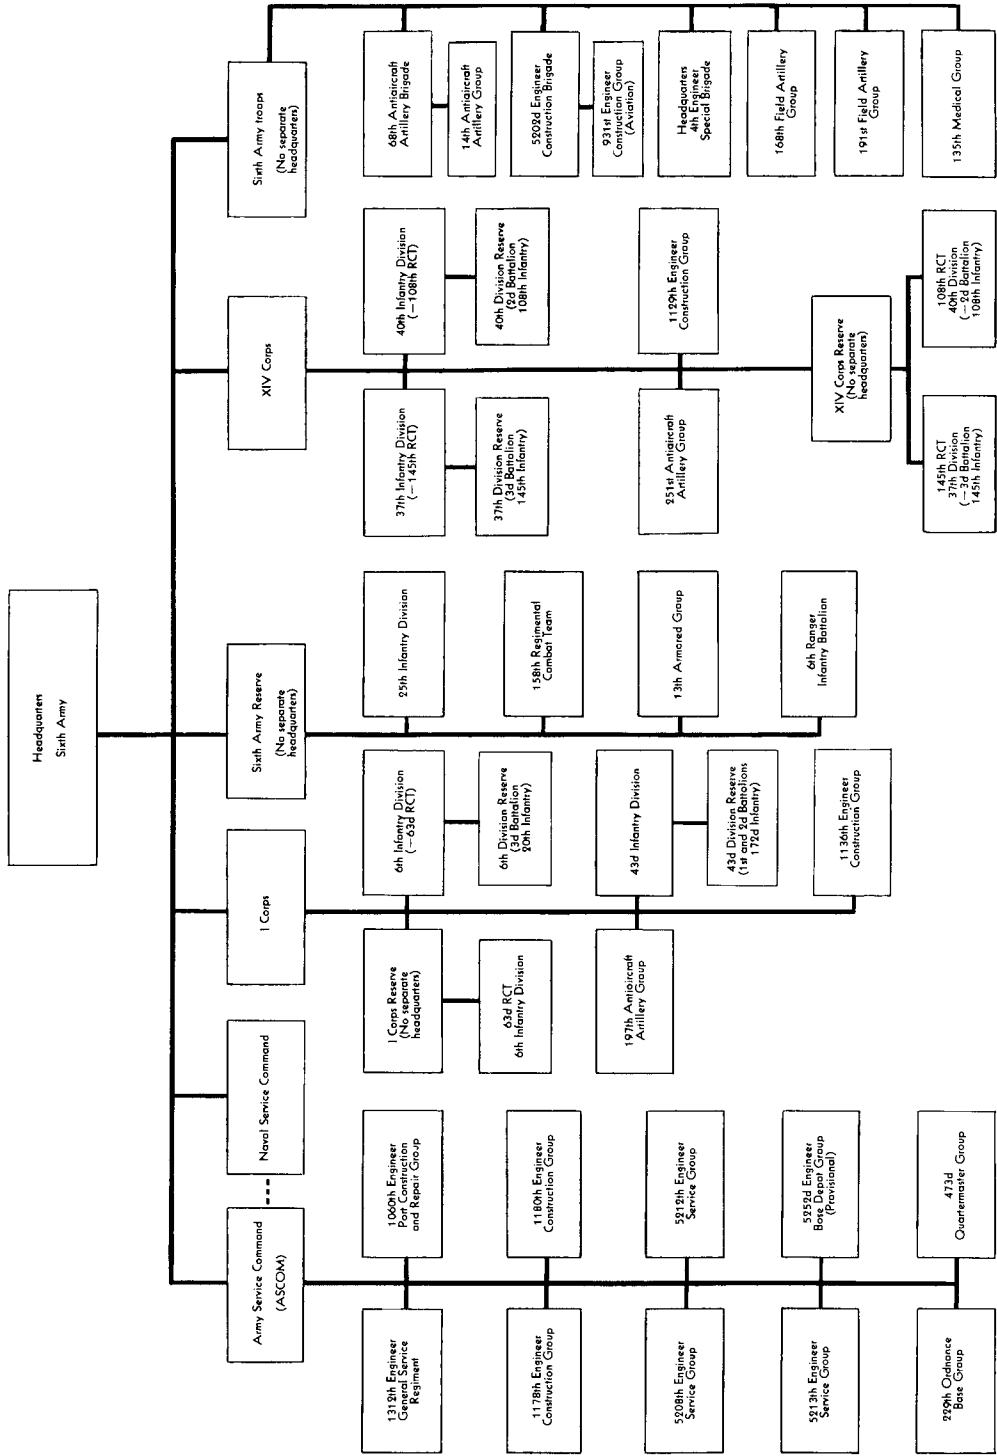 Headquarters
Sixth Army
Army Service Command
(ASCOM)
Naval Service Command
I Corps
Sixth Army Reserve
(No separate
headquarters)
XIV Corps
Sixth Army troops
(No separate
headquarters)
1312th Engineer
General Service
Regiment
1060th Engineer
Port Construction
and Repair Group
1178th Engineer
Construction Group
1180th Engineer
Construction Group
5208th Engineer
Service Group
5212th Engineer
Service Group
5213th Engineer
Service Group
5252d Engineer
Base Depot Group
(Provisional)
229th Ordnance
Base Group
473d
Quartermaster Group
I Corps Reserve
(No separate
headquarters)
63d RCT
6th Infantry Division
6th Infantry Division
(−63d RCT)
6th Division Reserve
(3d Battalion
20th Infantry)
197th Antiaircraft
Artillery Group
43d Infantry Division
43d Division Reserve
(1st and 2d Battalions
172d Infantry)
1136th Engineer
Construction Group
25th Infantry Division
158th Regimental
Combat Team
13th Armored Group
6th Ranger
Infantry Battalion
37th Infantry Division
(−145th RCT)
37th Division Reserve
(3d Battalion
145th Infantry)
40th Infantry Division
(−108th RCT)
40th Division Reserve
(2d Battalion
108th Infantry)
251st Antiaircraft
Artillery Group
1129th Engineer
Construction Group
XIV Corps Reserve
(No separate
headquarters)
145th RCT
37th Division
(−3d Battalion
145th Infantry)
108th RCT
40th Division
(−2d Battalion
108th Infantry)
68th Antiaircraft
Artillery Brigade
14th Antiaircraft
Artillery Group
5202d Engineer
Construction Brigade
931st Engineer
Construction Group
(Aviation)
Headquarters
4th Engineer
Special Brigade
168th Field Artillery
Group
191st Field Artillery
Group
135th Medical Group